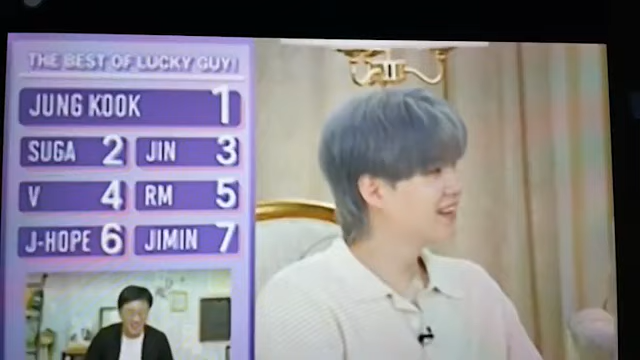 THE BEST OF LUCKY GUY!
JUNG KOOK 1
SUGA 2 JIN 3
V 4 RM 5
J-HOPE 6 JIMIN 7